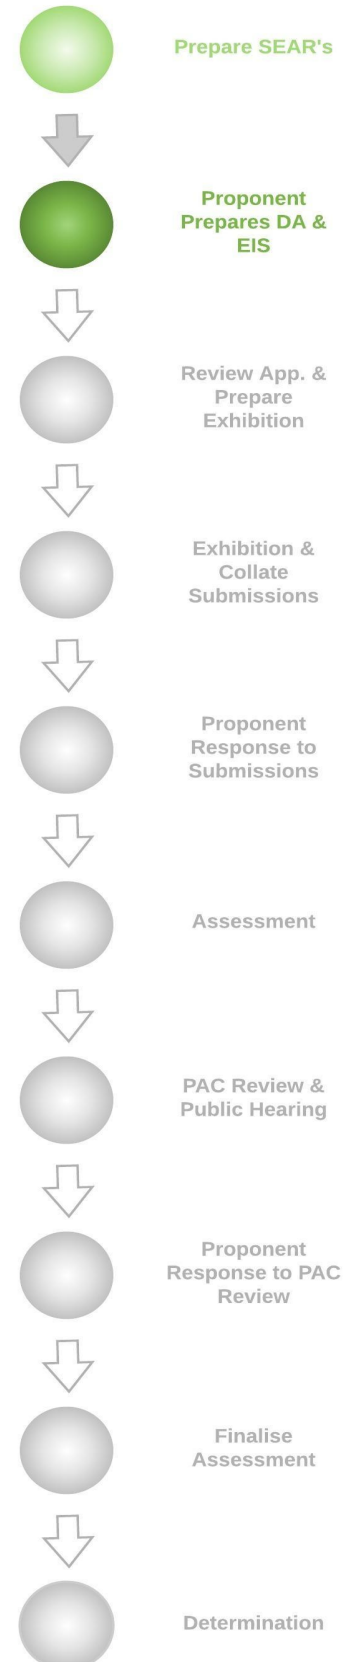 Prepare SEAR's
Proponent
Prepares DA &
EIS
Review App. &
Prepare
Exhibition
Exhibition &
Collate
Submissions
Proponent
Response to
Submissions
Assessment
PAC Review &
Public Hearing
Proponent
Response to PAC
Review
Finalise
Assessment
Determination